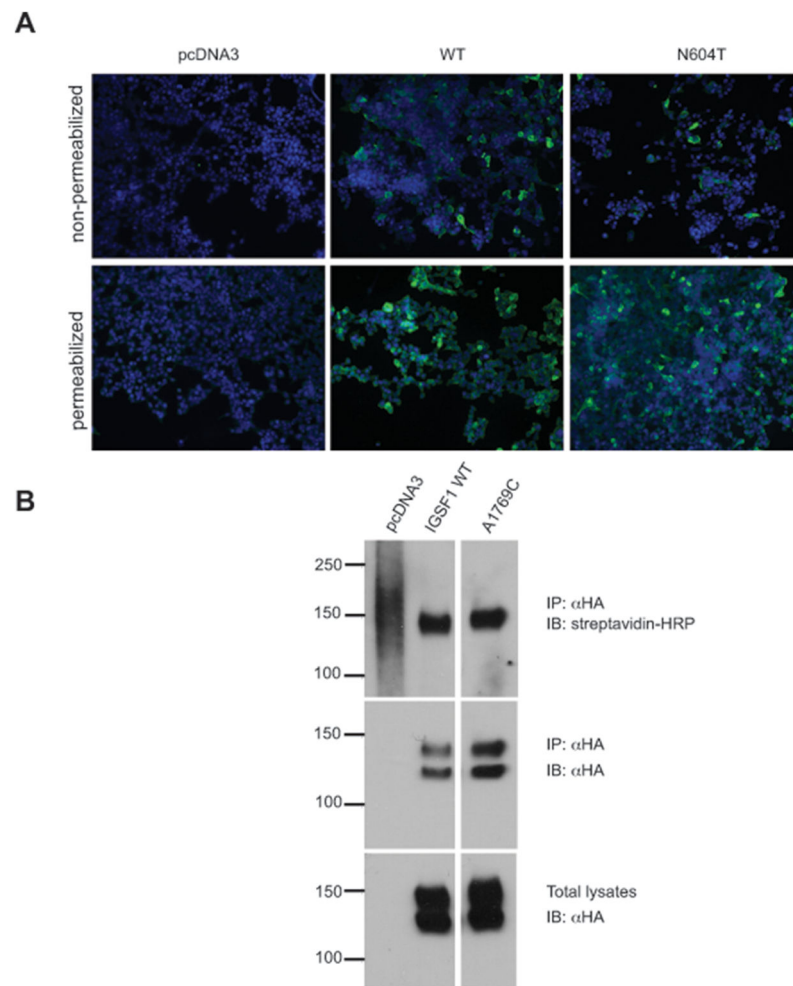 A
pcDNA3
WT
N604T
non-permeabilized
permeabilized
B
pcDNA3
IGSF1 WT
A1769C
250
150
100
IP: αHA
IB: streptavidin-HRP
150
100
IP: αHA
IB: αHA
150
100
Total lysates
IB: αHA